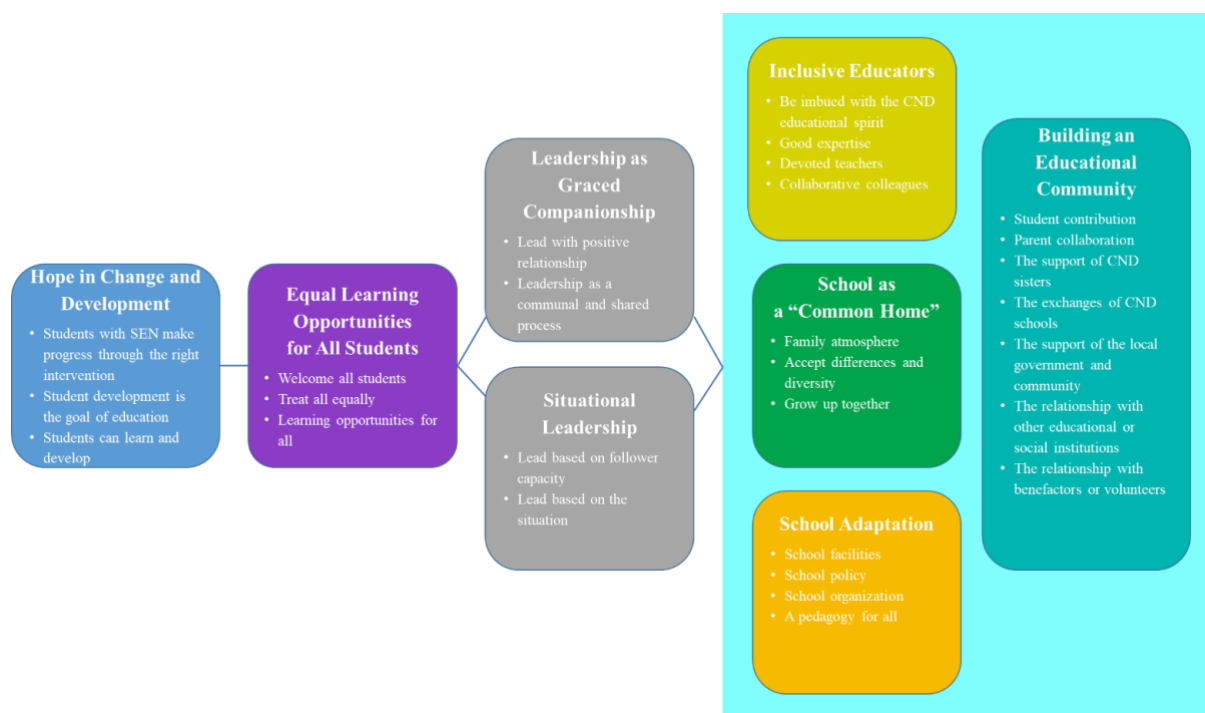 Hope in Change and
Development
• Students with SEN make
progress through the right
intervention
• Student development is
the goal of education
• Students can learn and
develop
Equal Learning
Opportunities
for All Students
• Welcome all students
• Treat all equally
• Learning opportunities for
all
Leadership as
Graced
Companionship
• Lead with positive
relationship
• Leadership as a
communal and shared
process
Situational
Leadership
• Lead based on follower
capacity
• Lead based on the
situation
Inclusive Educators
• Be imbued with the CND
educational spirit
• Good expertise
• Devoted teachers
• Collaborative colleagues
School as
a “Common Home”
• Family atmosphere
• Accept differences and
diversity
• Grow up together
School Adaptation
• School facilities
• School policy
• School organization
• A pedagogy for all
Building an
Educational
Community
• Student contribution
• Parent collaboration
• The support of CND
sisters
• The exchanges of CND
schools
• The support of the local
government and
community
• The relationship with
other educational or
social institutions
• The relationship with
benefactors or volunteers